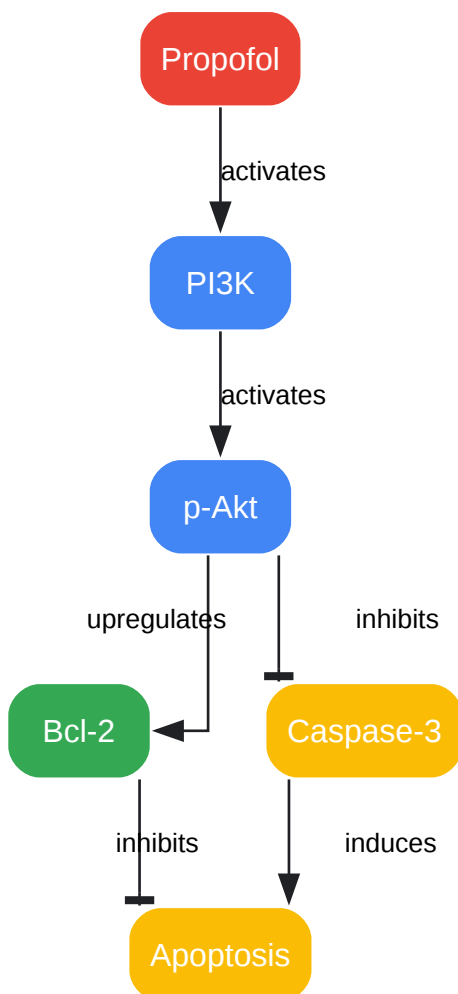 Propofol
activates
PI3K
activates
p-Akt
upregulates
inhibits
Bcl-2
Caspase-3
inhibits
induces
Apoptosis